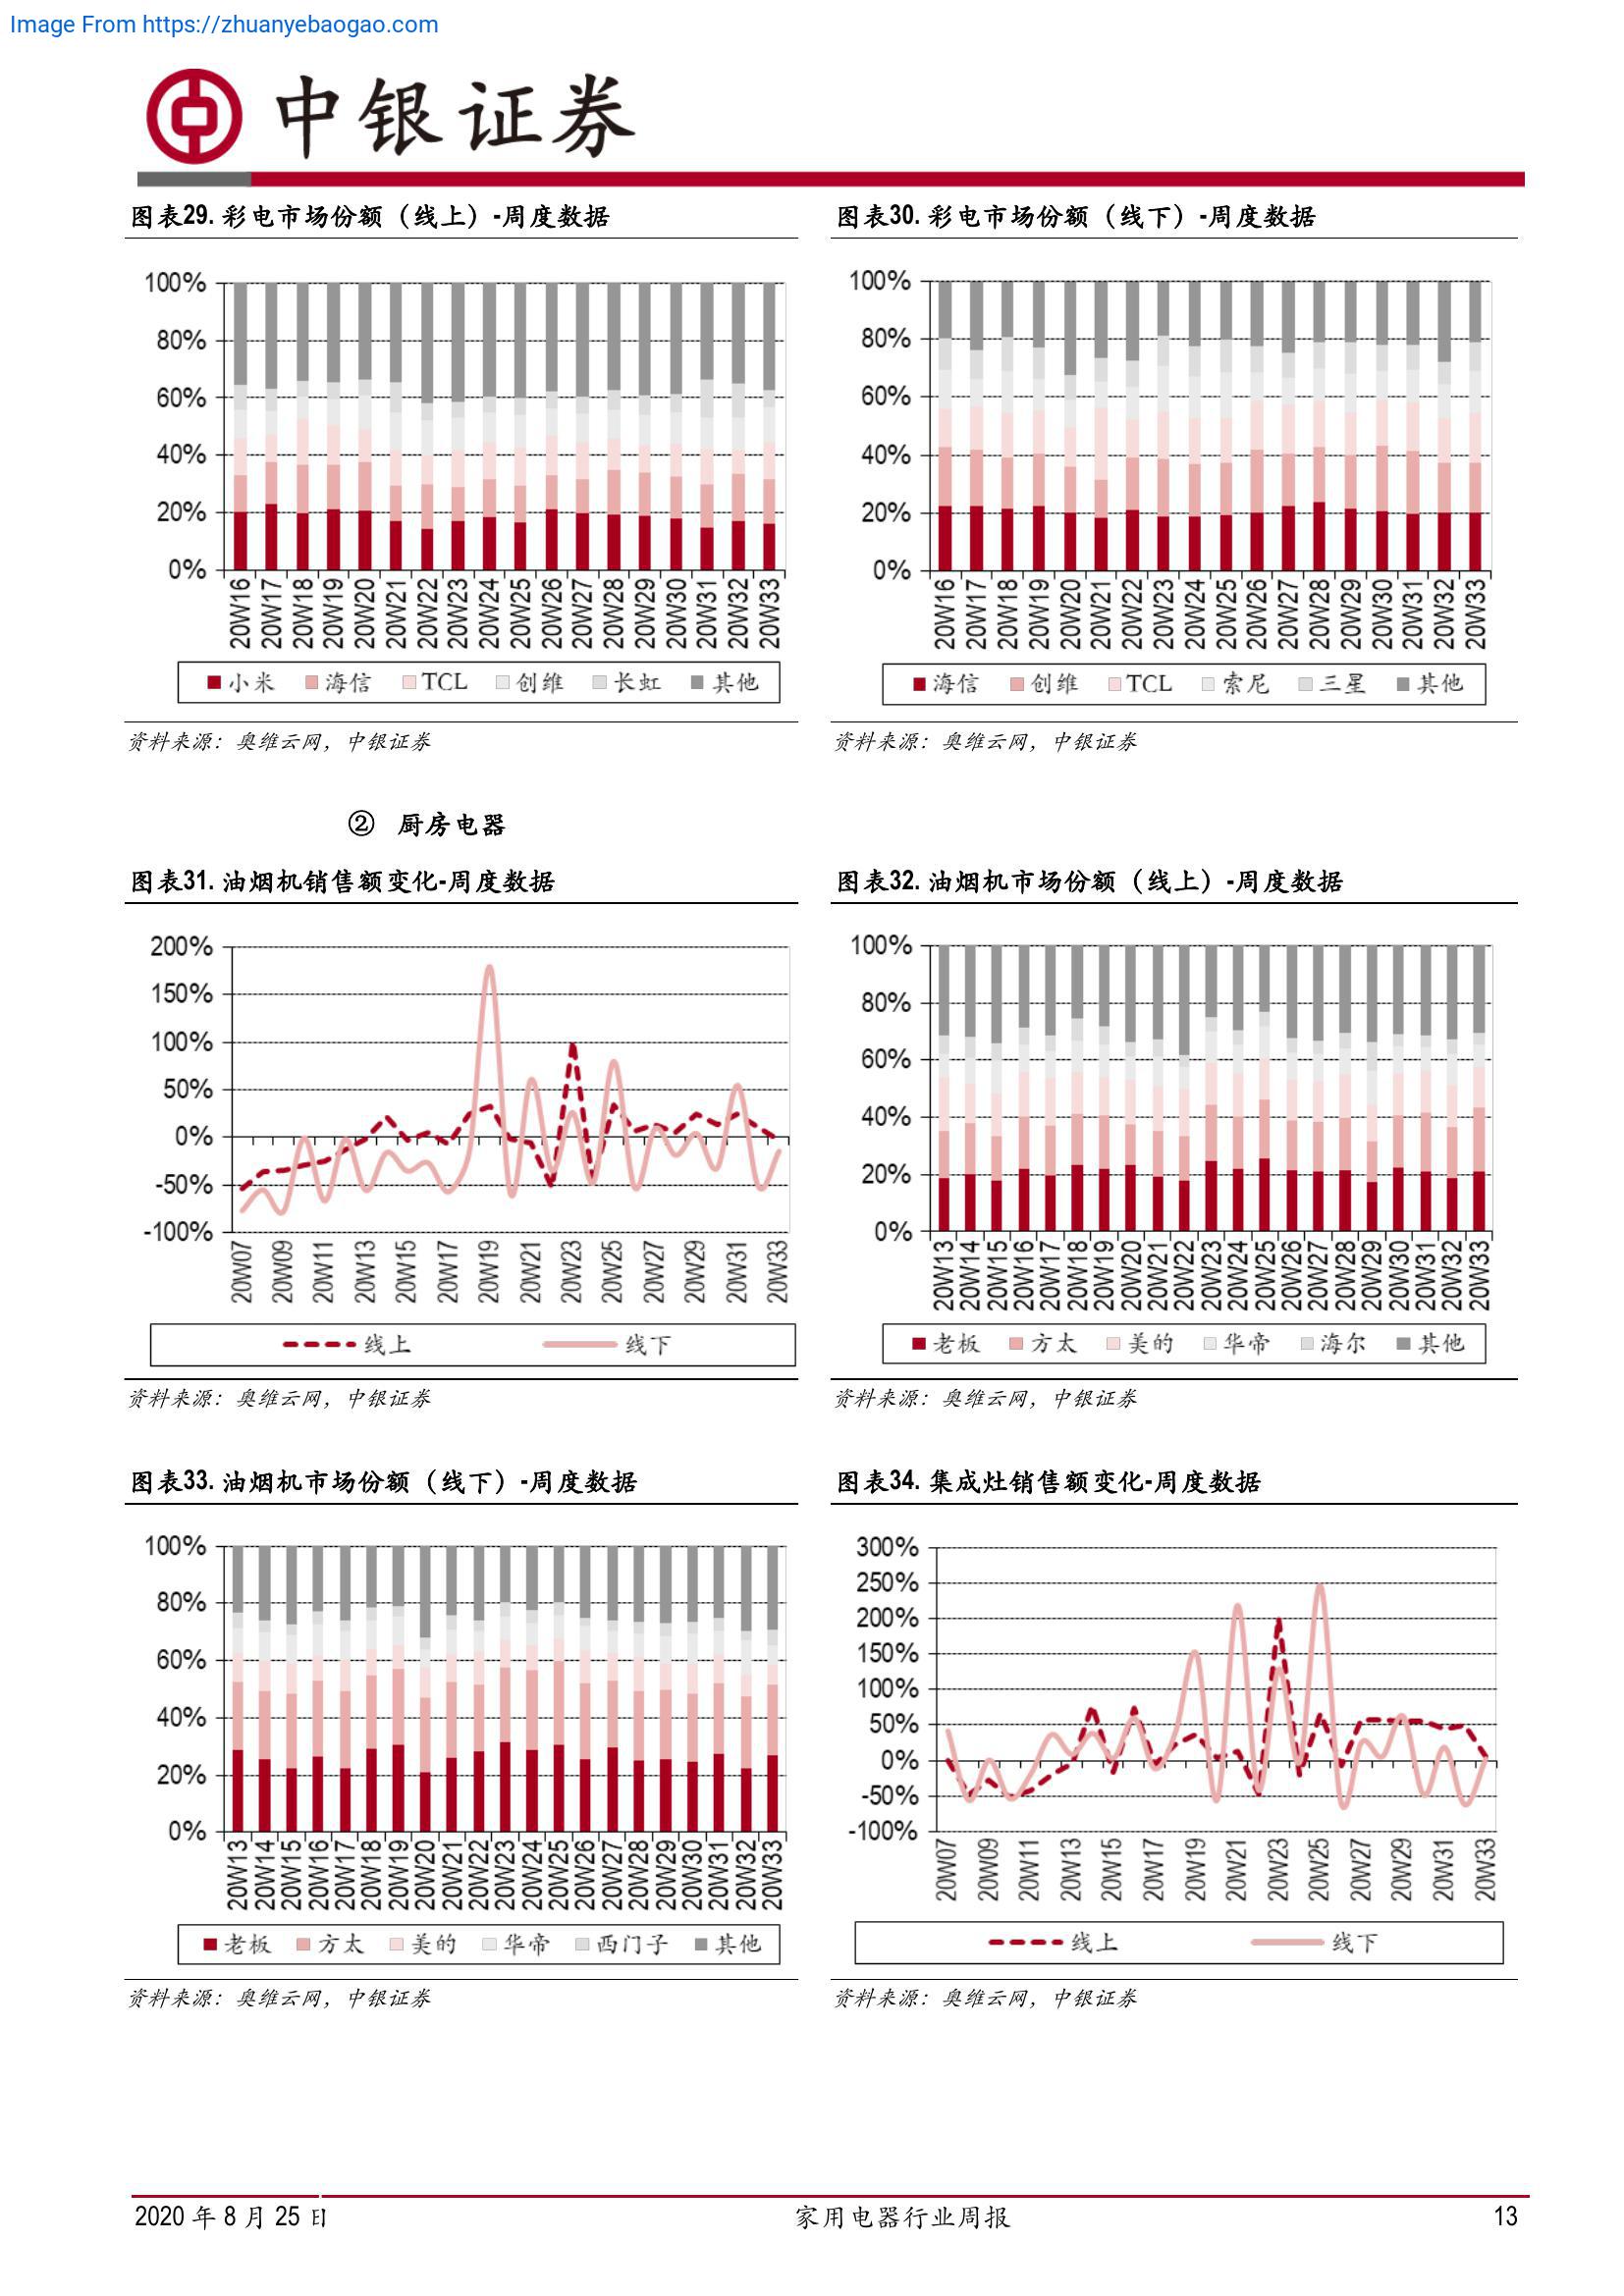 Image From https://zhuanyebaogao.com
中银证券
图表29. 彩电市场份额（线上）-周度数据
100%
80%
60%
40%
20%
0%
20W16 20W17 20W18 20W19 20W20 20W21 20W22 20W23 20W24 20W25 20W26 20W27 20W28 20W29 20W30 20W31 20W32 20W33
小米 海信 TCL 创维 长虹 其他
资料来源：奥维云网，中银证券
图表30. 彩电市场份额（线下）-周度数据
100%
80%
60%
40%
20%
0%
20W16 20W17 20W18 20W19 20W20 20W21 20W22 20W23 20W24 20W25 20W26 20W27 20W28 20W29 20W30 20W31 20W32 20W33
海信 创维 TCL 索尼 三星 其他
资料来源：奥维云网，中银证券
② 厨房电器
图表31. 油烟机销售额变化-周度数据
200%
150%
100%
50%
0%
-50%
-100%
20W07 20W09 20W11 20W13 20W15 20W17 20W19 20W21 20W23 20W25 20W27 20W29 20W31 20W33
线上 线下
资料来源：奥维云网，中银证券
图表32. 油烟机市场份额（线上）-周度数据
100%
80%
60%
40%
20%
0%
20W13 20W14 20W15 20W16 20W17 20W18 20W19 20W20 20W21 20W22 20W23 20W24 20W25 20W26 20W27 20W28 20W29 20W30 20W31 20W32 20W33
老板 方太 美的 华帝 海尔 其他
资料来源：奥维云网，中银证券
图表33. 油烟机市场份额（线下）-周度数据
100%
80%
60%
40%
20%
0%
20W13 20W14 20W15 20W16 20W17 20W18 20W19 20W20 20W21 20W22 20W23 20W24 20W25 20W26 20W27 20W28 20W29 20W30 20W31 20W32 20W33
老板 方太 美的 华帝 西门子 其他
资料来源：奥维云网，中银证券
图表34. 集成灶销售额变化-周度数据
300%
250%
200%
150%
100%
50%
0%
-50%
-100%
20W07 20W09 20W11 20W13 20W15 20W17 20W19 20W21 20W23 20W25 20W27 20W29 20W31 20W33
线上 线下
资料来源：奥维云网，中银证券
2020 年 8 月 25 日 家用电器行业周报 13